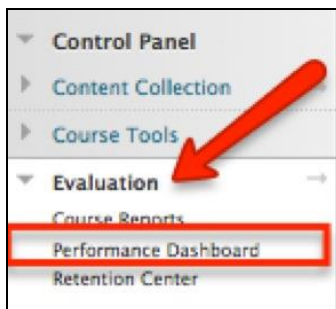 Control Panel
Content Collection
Course Tools
Evaluation
Course Reports
Performance Dashboard
Retention Center